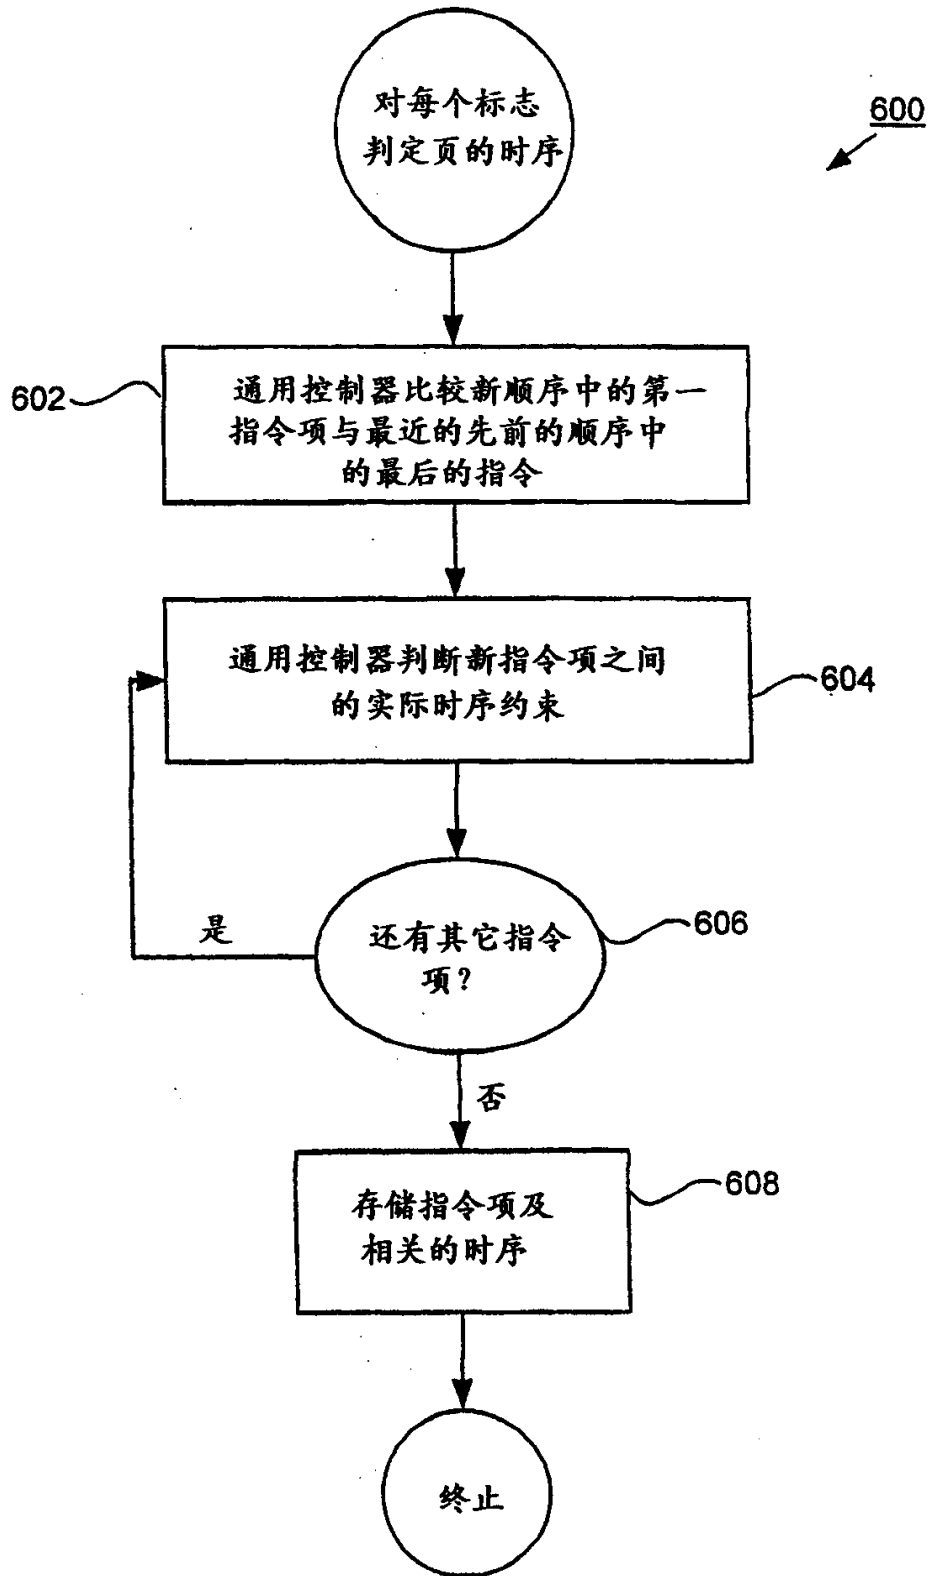 对每个标志
判定页的时序
600
602
通用控制器比较新顺序中的第一
指令项与最近的先前的顺序中
的最后的指令
通用控制器判断新指令项之间
的实际时序约束
604
是
还有其它指令
项?
606
否
存储指令项及
相关的时序
608
终止